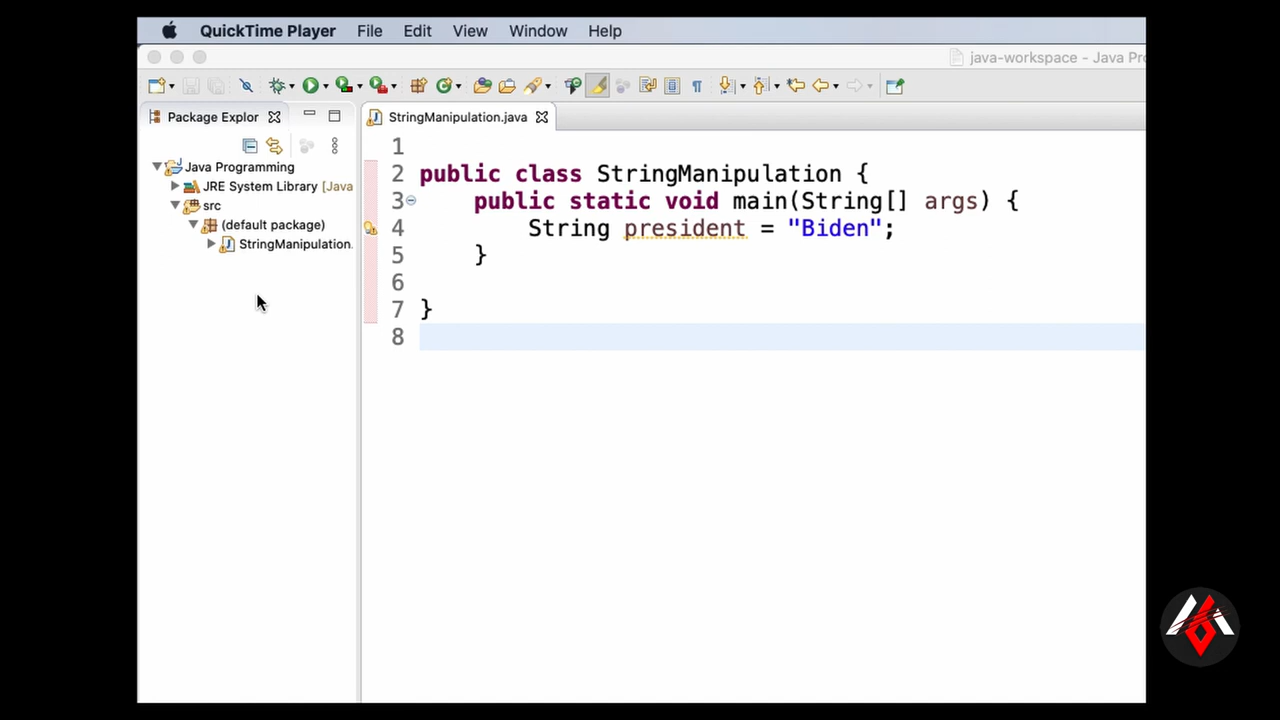 QuickTime Player File Edit View Window Help
java-workspace - Java Pro
Package Explor
StringManipulation.java
Java Programming
JRE System Library [Java
src
(default package)
StringManipulation.
1
2 public class StringManipulation {
3 public static void main(String[] args) {
4 String president = "Biden";
5 }
6
7 }
8